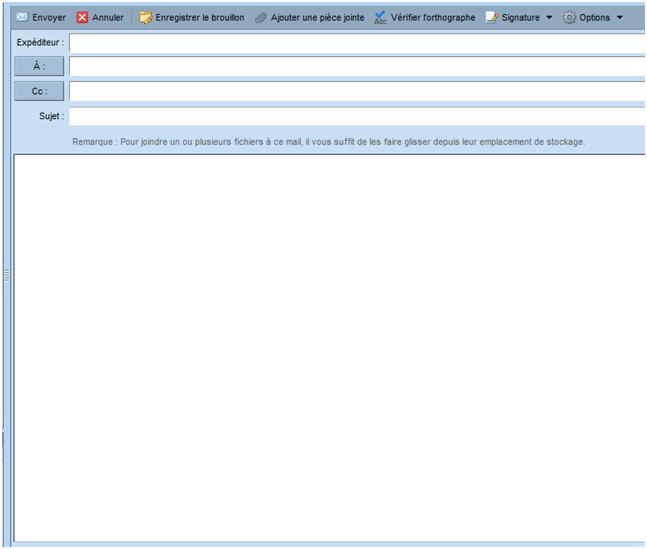 Envoyer Annuler Enregistrer le brouillon Ajouter une pièce jointe Abc Vérifier l'orthographe Signature Options
Expéditeur :
À :
Cc :
Sujet :
Remarque : Pour joindre un ou plusieurs fichiers à ce mail, il vous suffit de les faire glisser depuis leur emplacement de stockage.